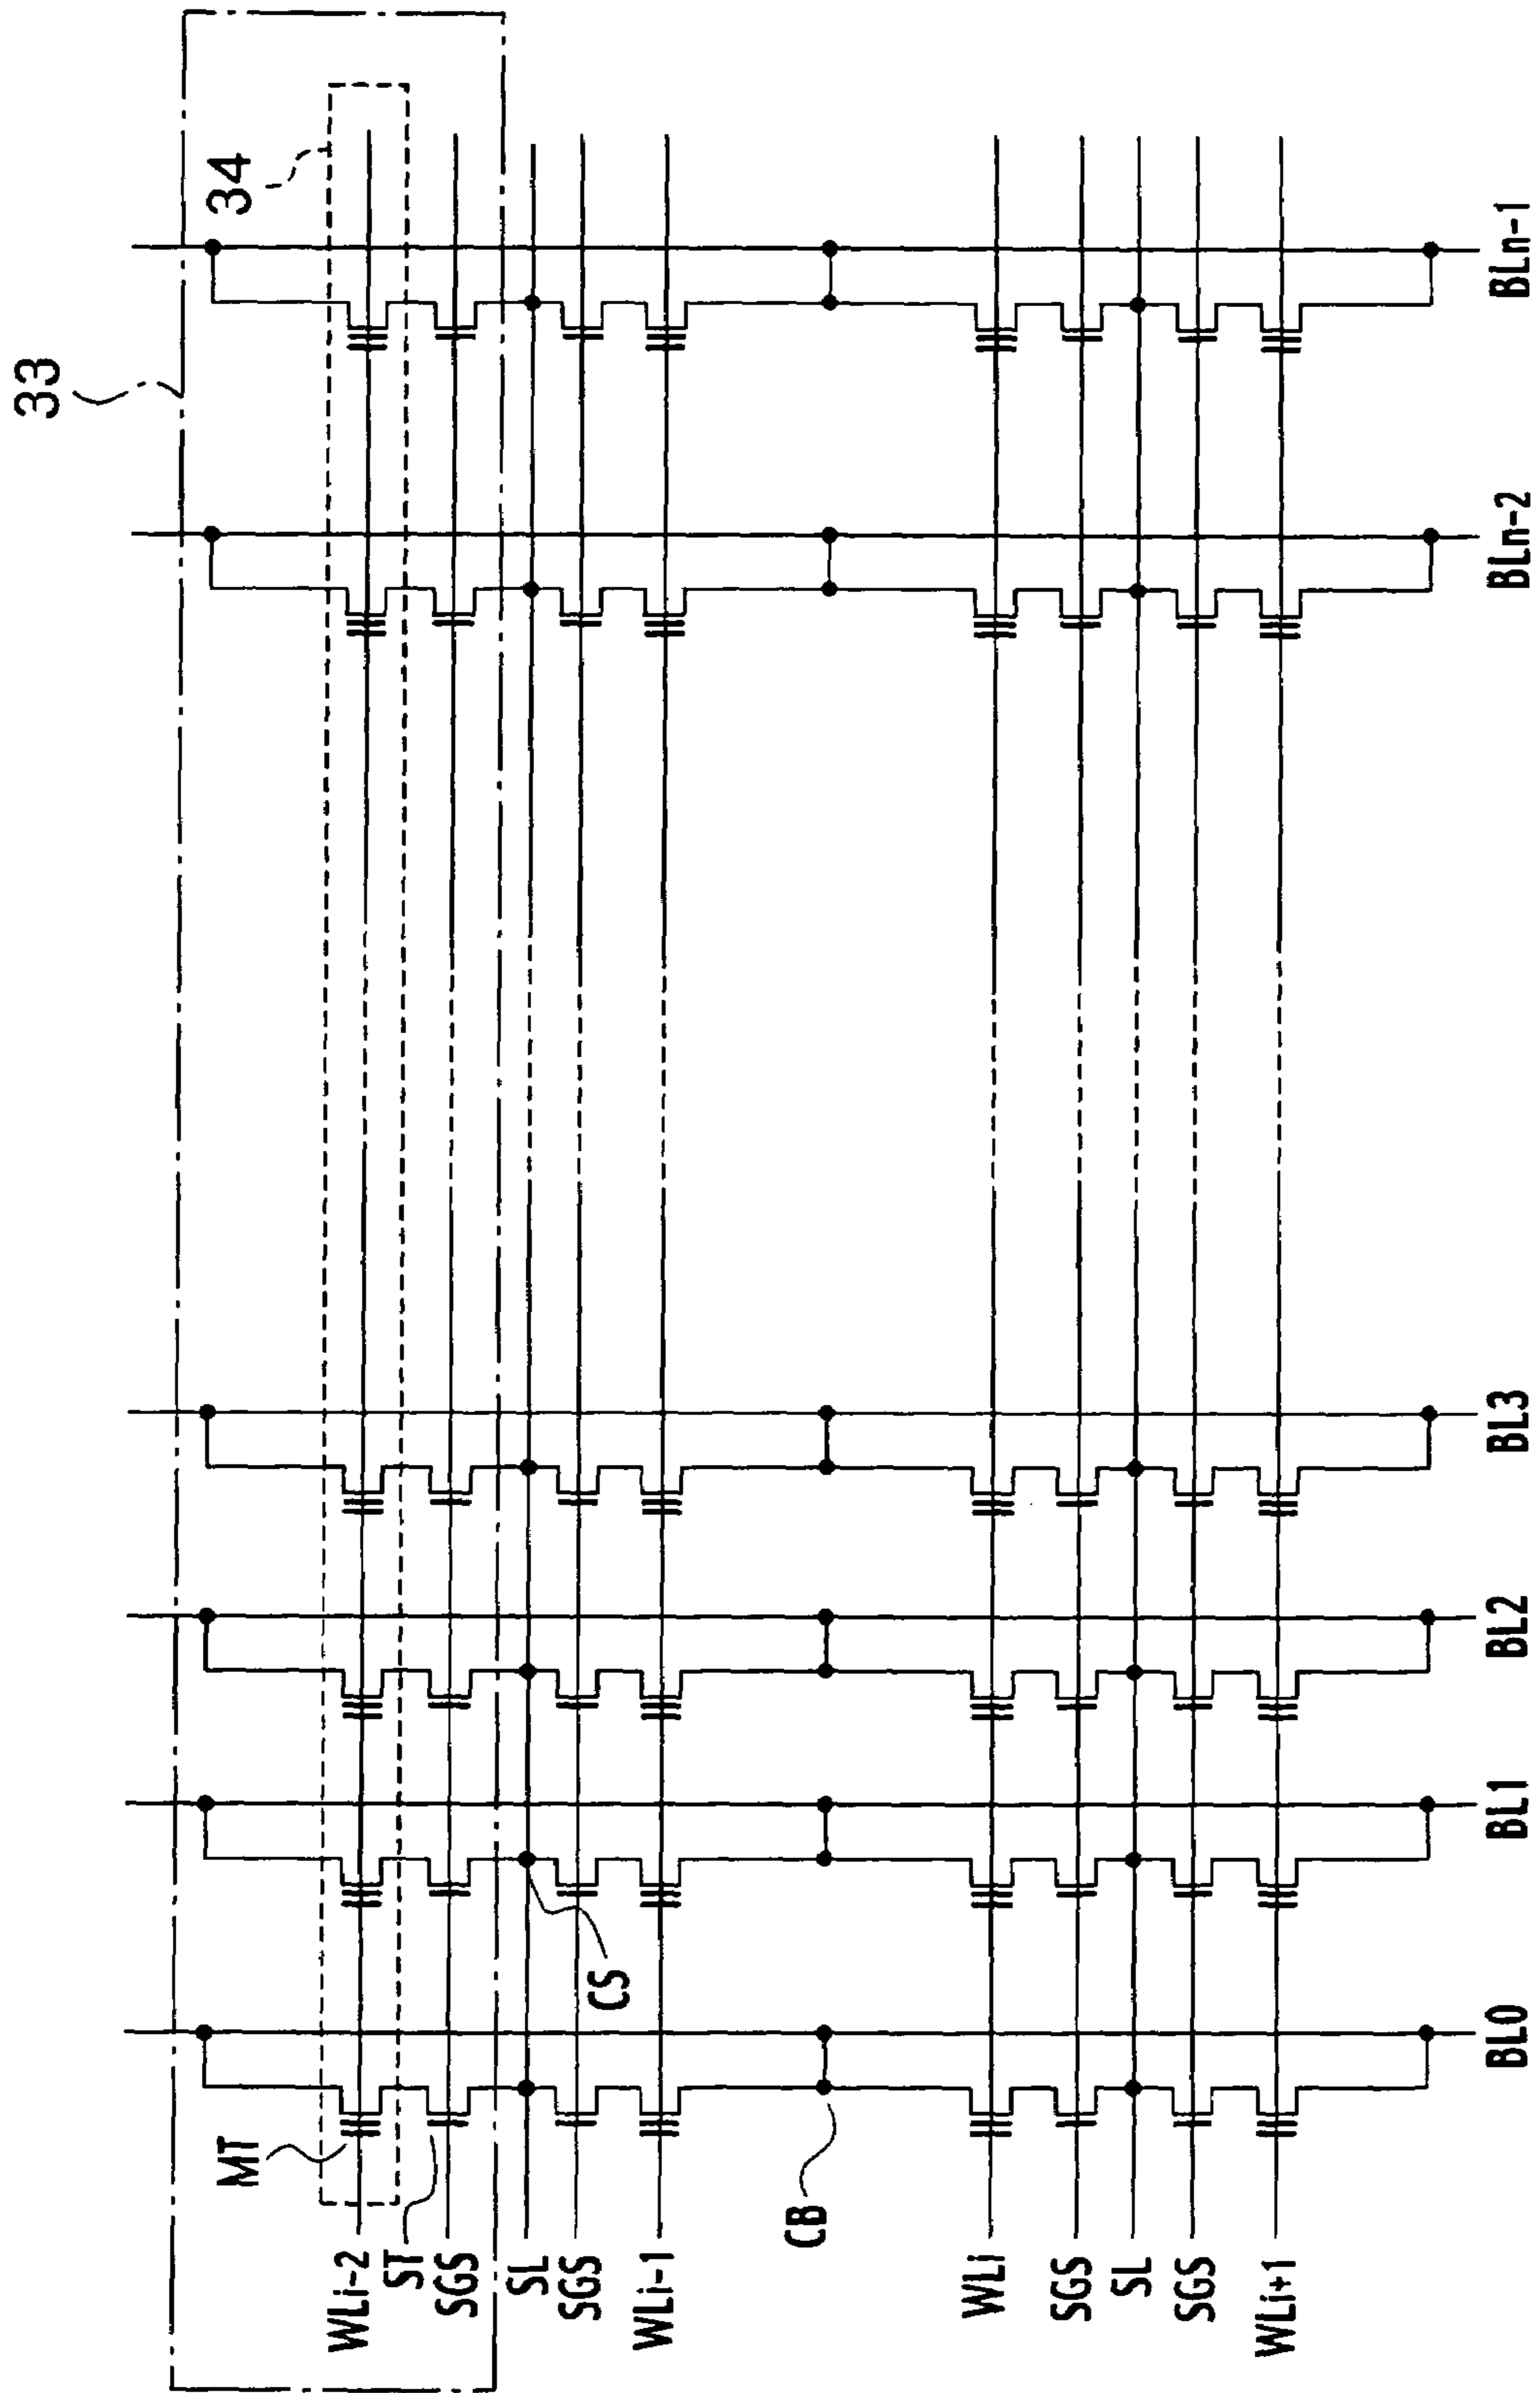 33
34
MT
WLi-2
ST
SGS
SL
SGS
WLi-1
CS
CB
WLi
SGS
SL
SGS
WLi+1
BL0
BL1
BL2
BL3
BLn-2
BLn-1